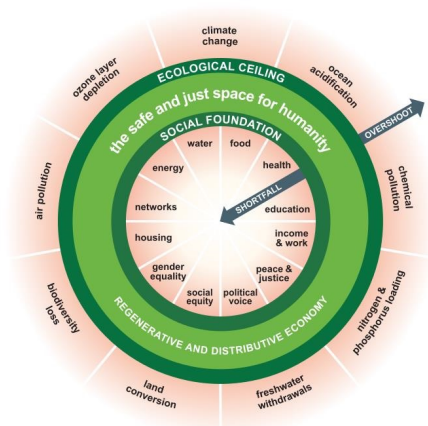 climate
change
ocean
acidification
chemical
pollution
nitrogen &
phosphorus loading
freshwater
withdrawals
land
conversion
biodiversity
loss
air pollution
ozone layer
depletion
ECOLOGICAL CEILING
the safe and just space for humanity
SOCIAL FOUNDATION
OVERSHOOT
SHORTFALL
water
food
health
education
income
& work
peace &
justice
political
voice
social
equity
gender
equality
housing
networks
energy
REGENERATIVE AND DISTRIBUTIVE ECONOMY